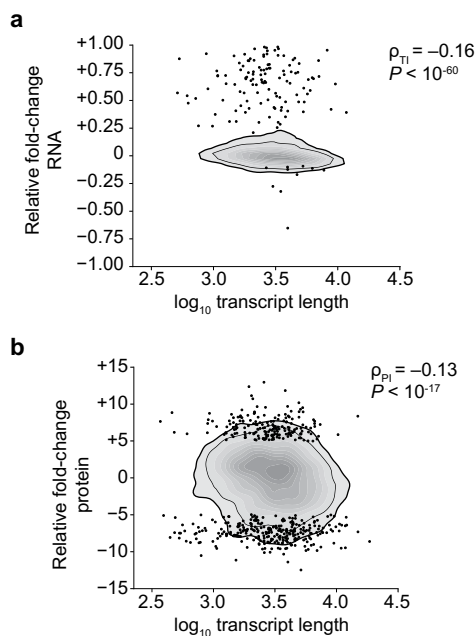 a
ρTI = –0.16
P < 10-60
Relative fold-change
RNA
+1.00
+0.75
+0.50
+0.25
0
−0.25
−0.50
−0.75
−1.00
2.5 3.0 3.5 4.0 4.5
log10 transcript length
b
ρPI = –0.13
P < 10-17
Relative fold-change
protein
+15
+10
+5
0
−5
−10
−15
2.5 3.0 3.5 4.0 4.5
log10 transcript length